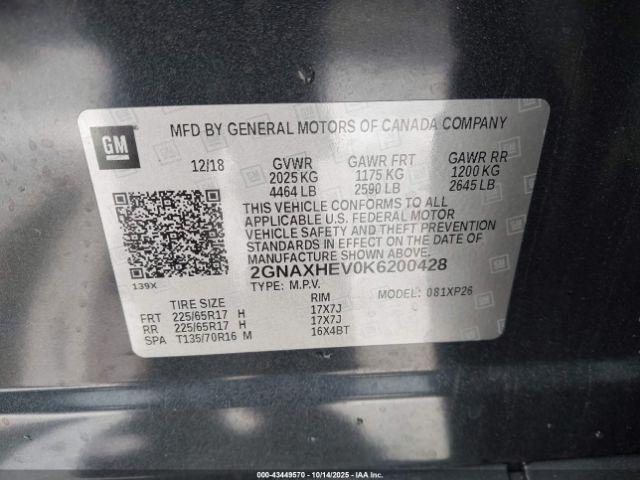 GM
MFD BY GENERAL MOTORS OF CANADA COMPANY
12/18 GVWR GAWR FRT GAWR RR
2025 KG 1175 KG 1200 KG
4464 LB 2590 LB 2645 LB
THIS VEHICLE CONFORMS TO ALL
APPLICABLE U.S. FEDERAL MOTOR
VEHICLE SAFETY AND THEFT PREVENTION
STANDARDS IN EFFECT ON THE DATE OF
MANUFACTURE SHOWN ABOVE.
2GNAXHEV0K6200428
139X
TYPE: M.P.V. MODEL: 081XP26
TIRE SIZE RIM
FRT 225/65R17 H 17X7J
RR 225/65R17 H 17X7J
SPA T135/70R16 M 16X4BT
000-43449570 | 10/14/2025 | IAAI.com